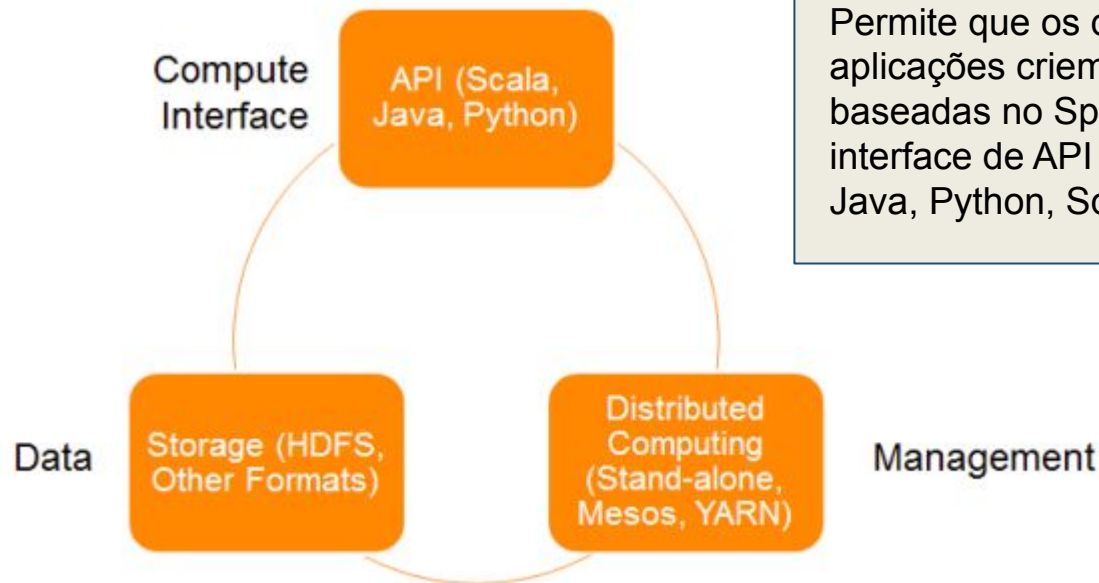 Compute
Interface
API (Scala,
Java, Python)
Permite que os
aplicações criem
baseadas no
interface de API
Java, Python,
Data
Storage (HDFS,
Other Formats)
Distributed
Computing
(Stand-alone,
Mesos, YARN)
Management